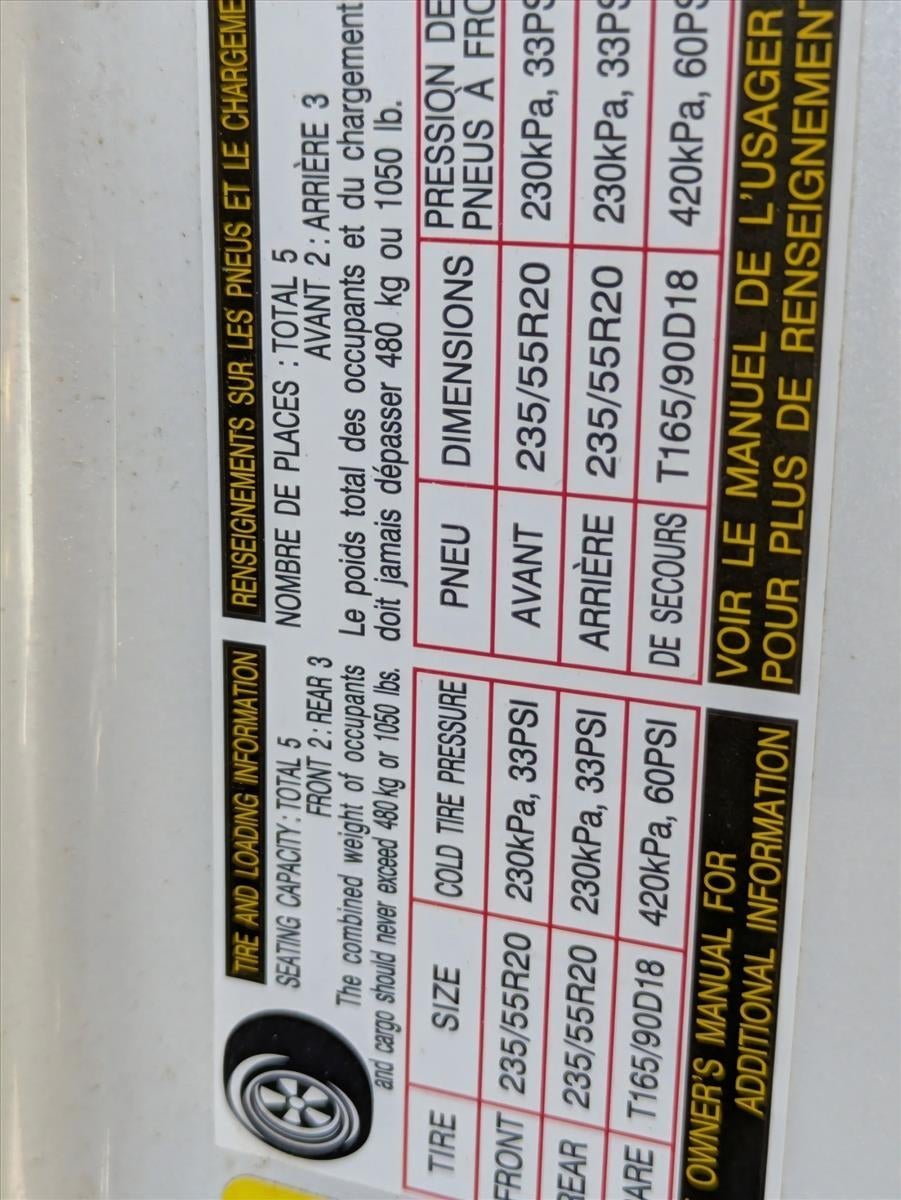 TIRE AND LOADING INFORMATION
SEATING CAPACITY: TOTAL 5
FRONT 2: REAR 3
The combined weight of occupants
and cargo should never exceed 480 kg or 1050 lbs.
TIRE SIZE COLD TIRE PRESSURE
FRONT 235/55R20 230kPa, 33PSI
EAR 235/55R20 230kPa, 33PSI
ARE T165/90D18 420kPa, 60PSI
OWNER'S MANUAL FOR
ADDITIONAL INFORMATION
RENSEIGNEMENTS SUR LES PNEUS ET LE CHARGEME
NOMBRE DE PLACES : TOTAL 5
AVANT 2 : ARRIÈRE 3
Le poids total des occupants et du chargement
doit jamais dépasser 480 kg ou 1050 lb.
PNEU DIMENSIONS PRESSION DE
PNEUS À FRO
AVANT 235/55R20 230kPa, 33PS
ARRIÈRE 235/55R20 230kPa, 33PS
DE SECOURS T165/90D18 420kPa, 60PS
VOIR LE MANUEL DE L'USAGER
POUR PLUS DE RENSEIGNEMENT